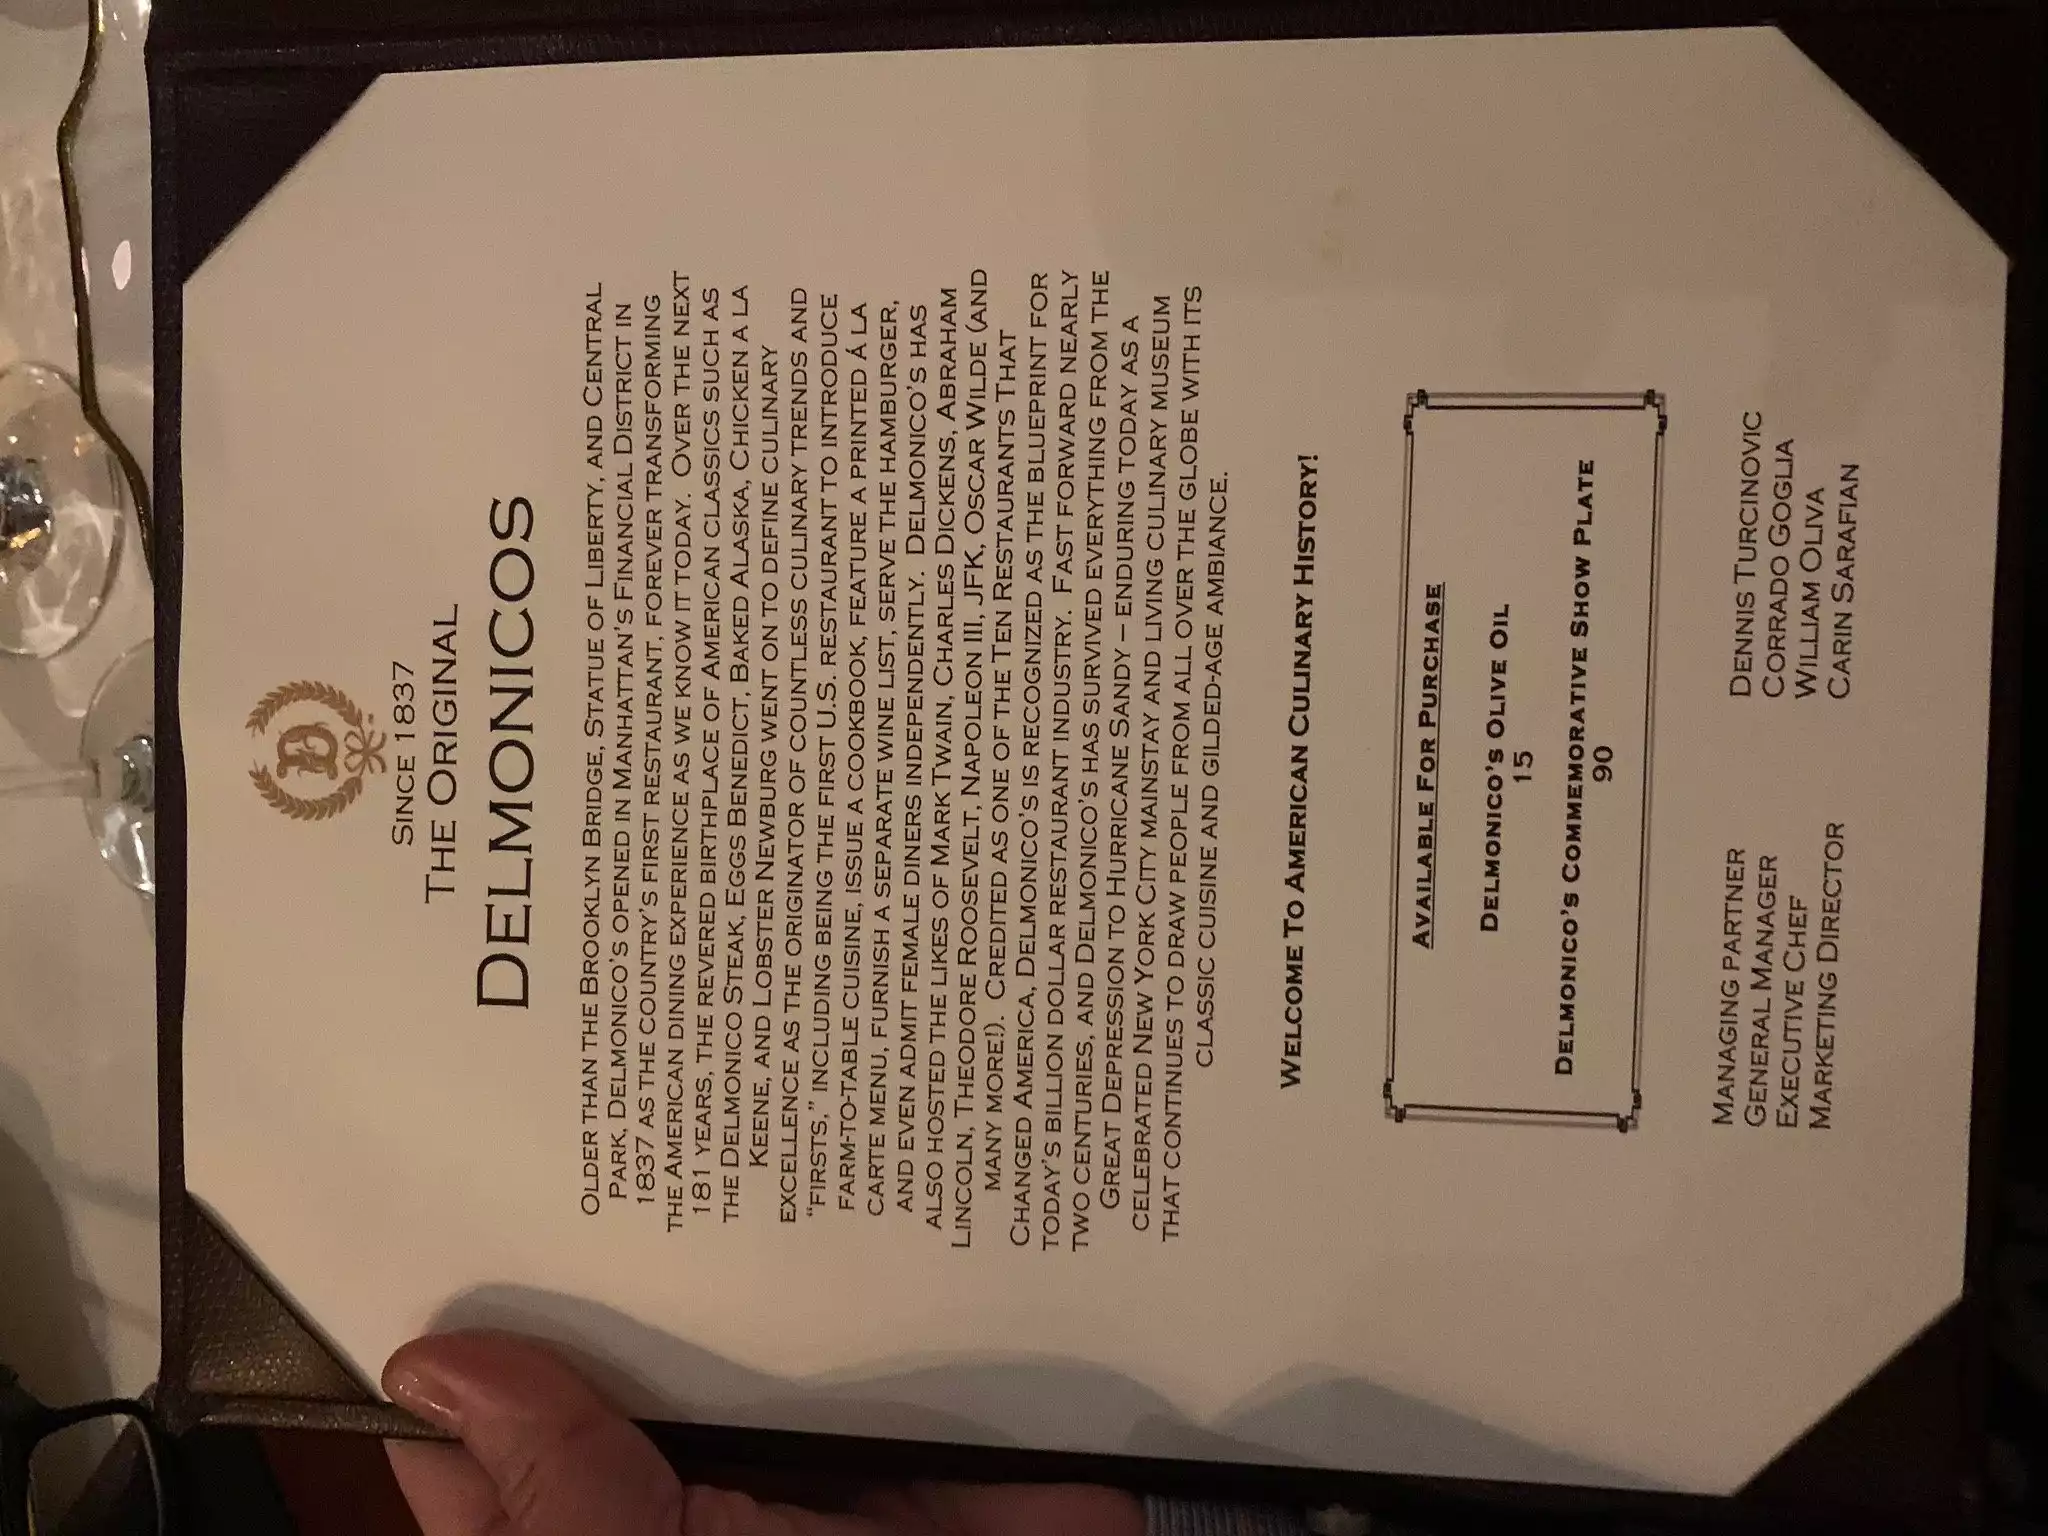 SINCE 1837
THE ORIGINAL
DELMONICOS
OLDER THAN THE BROOKLYN BRIDGE, STATUE OF LIBERTY, AND CENTRAL
PARK, DELMONICO'S OPENED IN MANHATTAN'S FINANCIAL DISTRICT IN
1837 AS THE COUNTRY'S FIRST RESTAURANT, FOREVER TRANSFORMING
THE AMERICAN DINING EXPERIENCE AS WE KNOW IT TODAY. OVER THE NEXT
181 YEARS, THE REVERED BIRTHPLACE OF AMERICAN CLASSICS SUCH AS
THE DELMONICO STEAK, EGGS BENEDICT, BAKED ALASKA, CHICKEN A LA
KEENE, AND LOBSTER NEWBURG WENT ON TO DEFINE CULINARY
EXCELLENCE AS THE ORIGINATOR OF COUNTLESS CULINARY TRENDS AND
"FIRSTS," INCLUDING BEING THE FIRST U.S. RESTAURANT TO INTRODUCE
FARM-TO-TABLE CUISINE, ISSUE A COOKBOOK, FEATURE A PRINTED Á LA
CARTE MENU, FURNISH A SEPARATE WINE LIST, SERVE THE HAMBURGER,
AND EVEN ADMIT FEMALE DINERS INDEPENDENTLY. DELMONICO'S HAS
ALSO HOSTED THE LIKES OF MARK TWAIN, CHARLES DICKENS, ABRAHAM
LINCOLN, THEODORE ROOSEVELT, NAPOLEON III, JFK, OSCAR WILDE (AND
MANY MORE!). CREDITED AS ONE OF THE TEN RESTAURANTS THAT
CHANGED AMERICA, DELMONICO'S IS RECOGNIZED AS THE BLUEPRINT FOR
TODAY'S BILLION DOLLAR RESTAURANT INDUSTRY. FAST FORWARD NEARLY
TWO CENTURIES, AND DELMONICO'S HAS SURVIVED EVERYTHING FROM THE
GREAT DEPRESSION TO HURRICANE SANDY – ENDURING TODAY AS A
CELEBRATED NEW YORK CITY MAINSTAY AND LIVING CULINARY MUSEUM
THAT CONTINUES TO DRAW PEOPLE FROM ALL OVER THE GLOBE WITH ITS
CLASSIC CUISINE AND GILDED-AGE AMBIANCE.
WELCOME TO AMERICAN CULINARY HISTORY!
AVAILABLE FOR PURCHASE
DELMONICO'S OLIVE OIL
15
DELMONICO'S COMMEMORATIVE SHOW PLATE
90
MANAGING PARTNER DENNIS TURCINOVIC
GENERAL MANAGER CORRADO GOGLIA
EXECUTIVE CHEF WILLIAM OLIVA
MARKETING DIRECTOR CARIN SARAFIAN